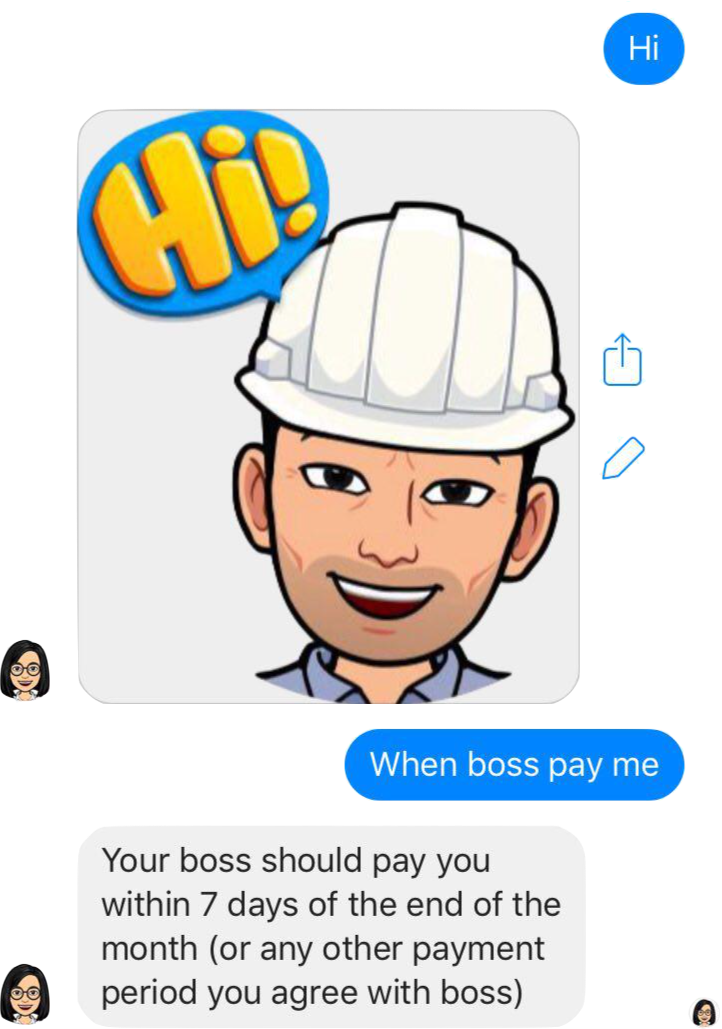 Hi
Hi!
When boss pay me
Your boss should pay you
within 7 days of the end of the
month (or any other payment
period you agree with boss)